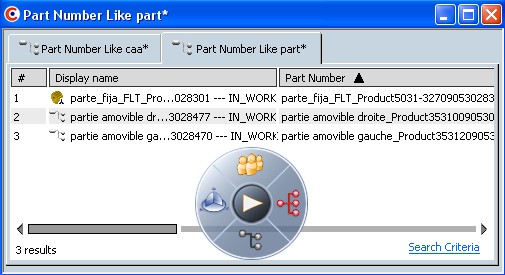 Part Number Like part*
Part Number Like caa* Part Number Like part*
# Display name Part Number
1 parte_fija_FLT_Pro...028301 --- IN_WORK parte_fija_FLT_Product5031-327090530283
2 partie amovible dr...3028477 --- IN_WORK partie amovible droite_Product35310090530
3 partie amovible ga...3028470 --- IN_WORK partie amovible gauche_Product3531209053
3 results Search Criteria